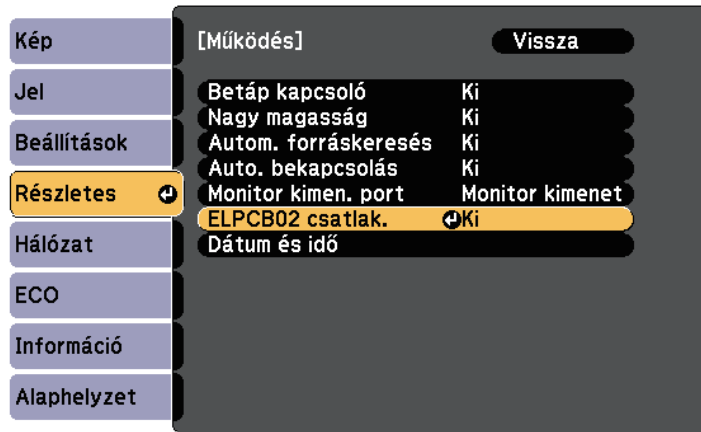 Kép
Jel
Beállítások
Részletes
Hálózat
ECO
Információ
Alaphelyzet
[Működés] Vissza
Betáp kapcsoló Ki
Nagy magasság Ki
Autom. forráskeresés Ki
Auto. bekapcsolás Ki
Monitor kimen. port Monitor kimenet
ELPCB02 csatlak. Ki
Dátum és idő